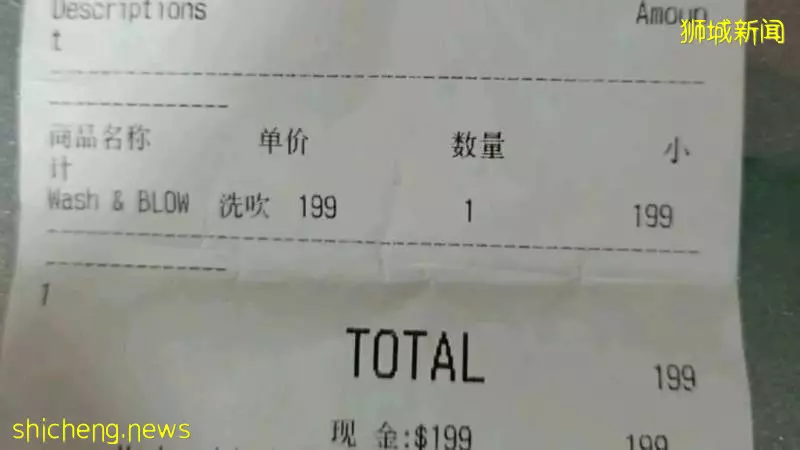 Descriptions Amoun
t
狮城新闻
商品名称 单价 数量 小
计
Wash & BLOW 洗吹 199 1 199
1
TOTAL 199
现 金:$199 199
shicheng.news